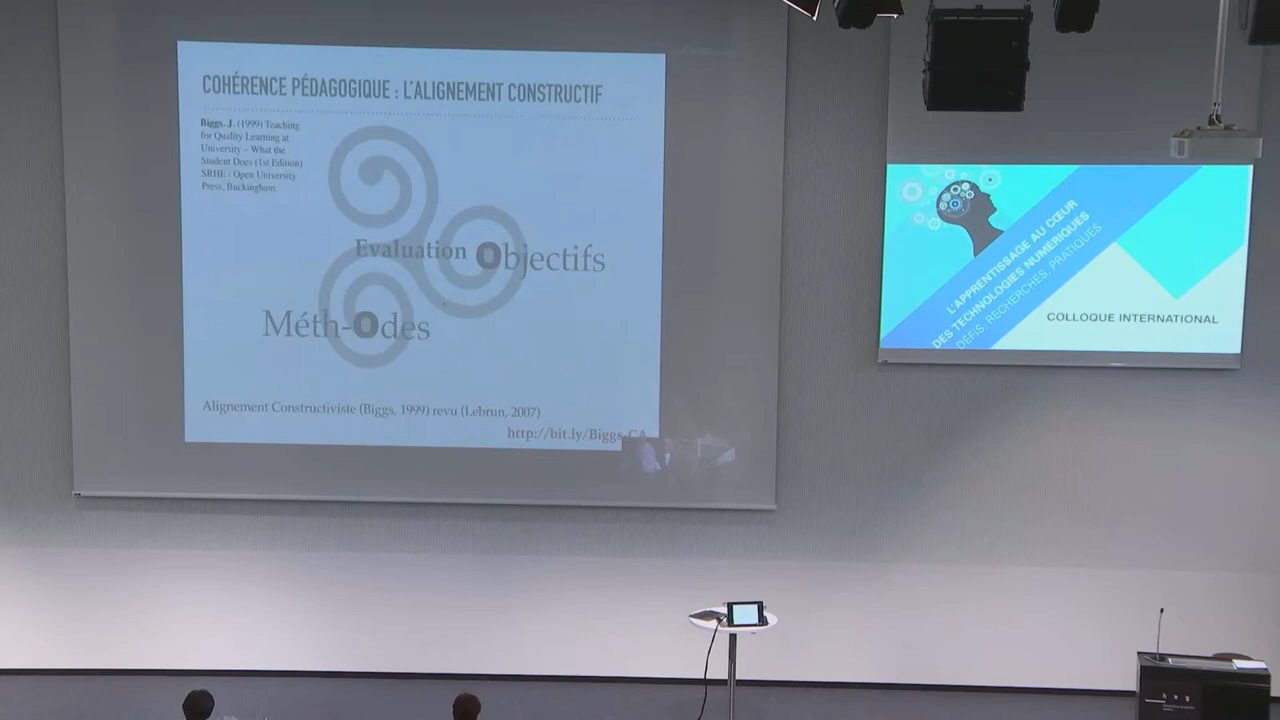 COHÉRENCE PÉDAGOGIQUE : L'ALIGNEMENT CONSTRUCTIF
Biggs, J. (1999) Teaching
for Quality Learning at
University – What the
Student Does (1st Edition)
SRHE / Open University
Press, Buckingham.
Evaluation Objectifs
Méth-Odes
Alignement Constructiviste (Biggs, 1999) revu (Lebrun, 2007)
http://bit.ly/Biggs-CA
L'APPRENTISSAGE AU CŒUR
DES TECHNOLOGIES NUMÉRIQUES
DÉFIS, RECHERCHES, PRATIQUES
COLLOQUE INTERNATIONAL